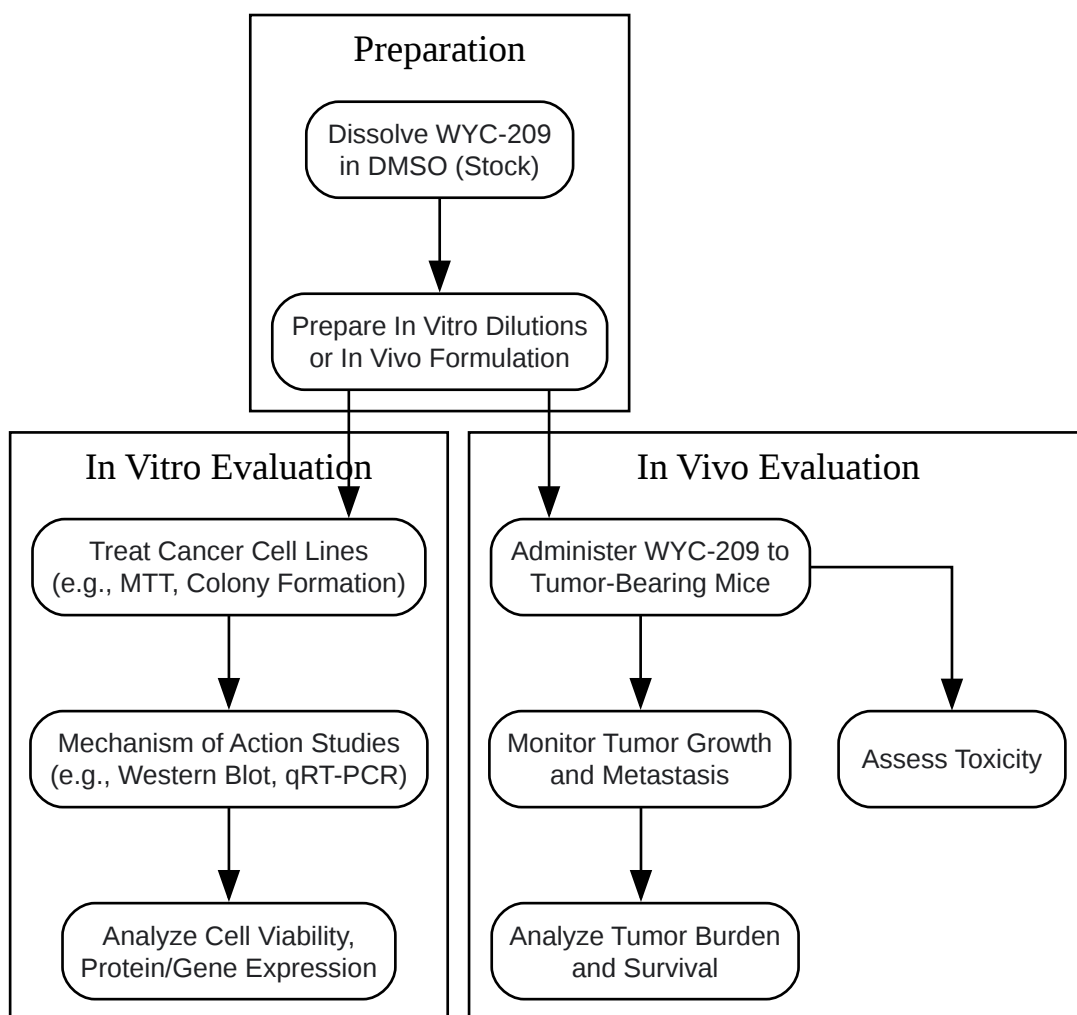 Preparation
Dissolve WYC-209
in DMSO (Stock)
Prepare In Vitro Dilutions
or In Vivo Formulation
In Vitro Evaluation
Treat Cancer Cell Lines
(e.g., MTT, Colony Formation)
Mechanism of Action Studies
(e.g., Western Blot, qRT-PCR)
Analyze Cell Viability,
Protein/Gene Expression
In Vivo Evaluation
Administer WYC-209 to
Tumor-Bearing Mice
Monitor Tumor Growth
and Metastasis
Assess Toxicity
Analyze Tumor Burden
and Survival